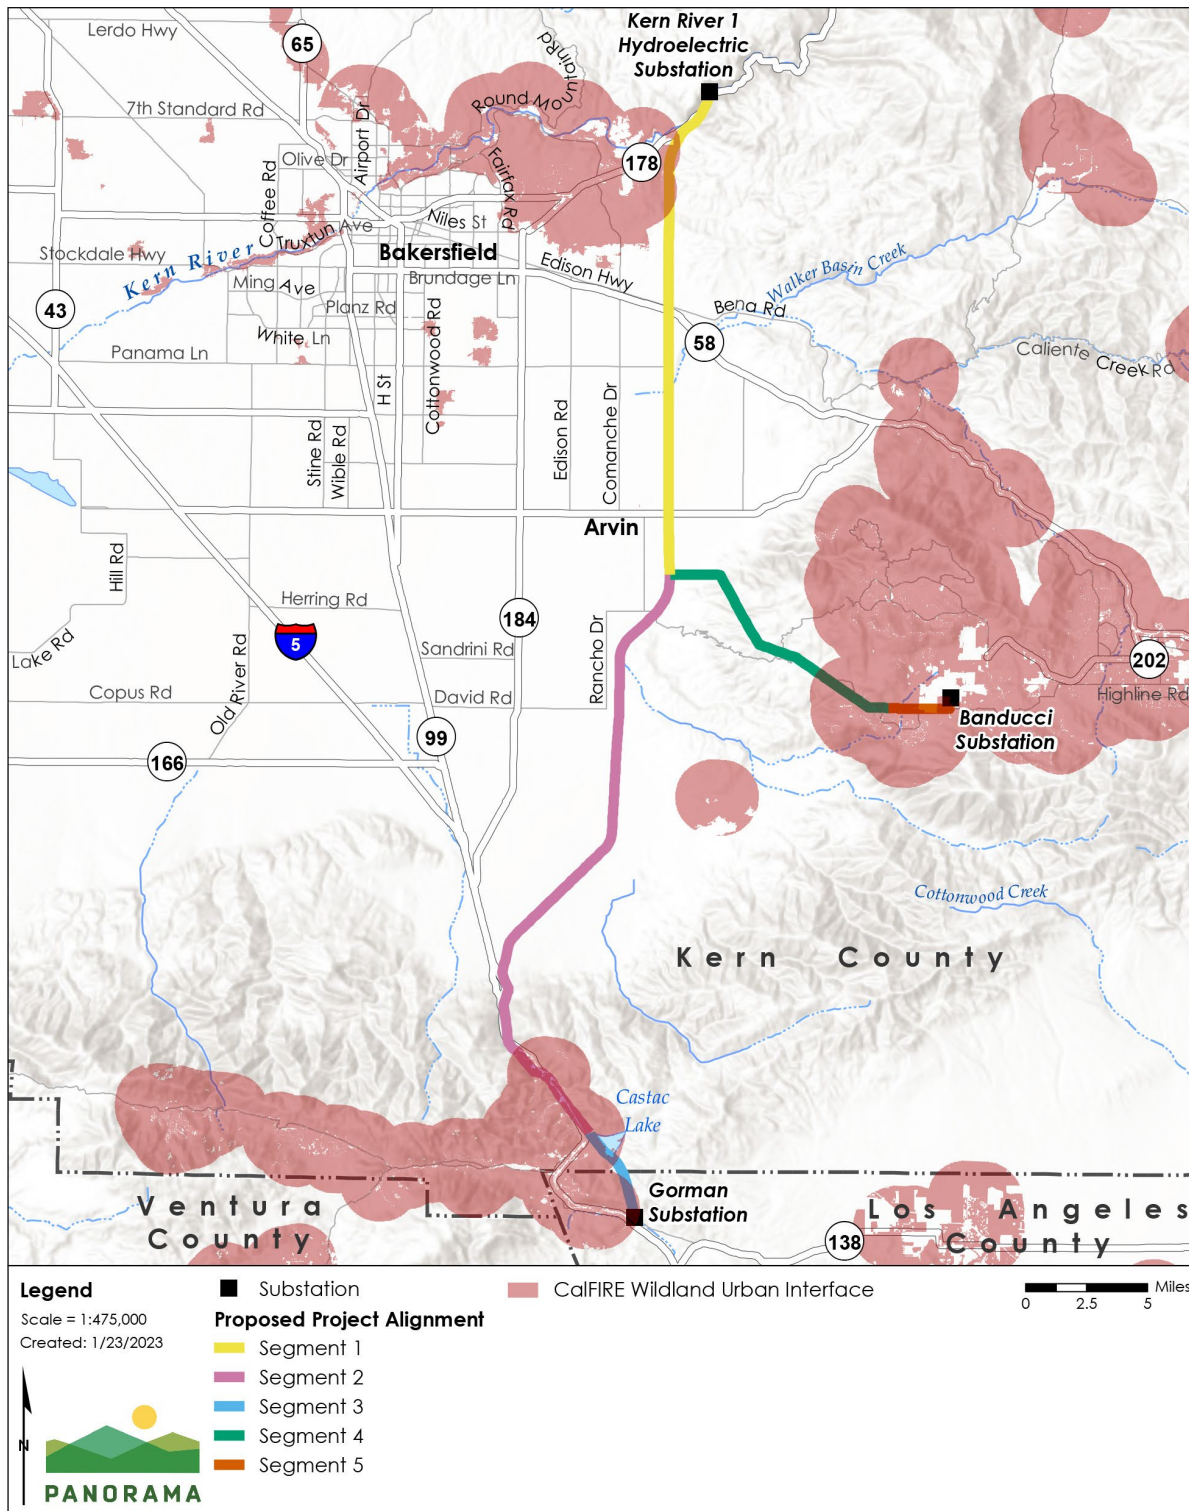 Kern River 1
Hydroelectric
Substation
Lerdo Hwy
65
Round Mountain Rd
7th Standard Rd
Airport Dr
178
Olive Dr
Coffee Rd
Fairfax Rd
Niles St
Truxtun Ave
Stockdale Hwy
Bakersfield
Kern River
Edison Hwy
Brundage Ln
Ming Ave
Walker Basin Creek
43
Planz Rd
Bena Rd
White Ln
58
Panama Ln
Caliente Creek Rd
H St
Cottonwood Rd
Stine Rd
Wible Rd
Edison Rd
Comanche Dr
Arvin
Hill Rd
Herring Rd
184
5
Lake Rd
Sandrini Rd
Rancho Dr
202
Copus Rd
Old River Rd
David Rd
Highline Rd
Banducci
Substation
99
166
Cottonwood Creek
Kern County
Castac
Lake
Gorman
Substation
Ventura
County
Los Angeles
County
138
Legend
Scale = 1:475,000
Created: 1/23/2023
N
PANORAMA
Substation
Proposed Project Alignment
Segment 1
Segment 2
Segment 3
Segment 4
Segment 5
CalFIRE Wildland Urban Interface
Miles
0 2.5 5